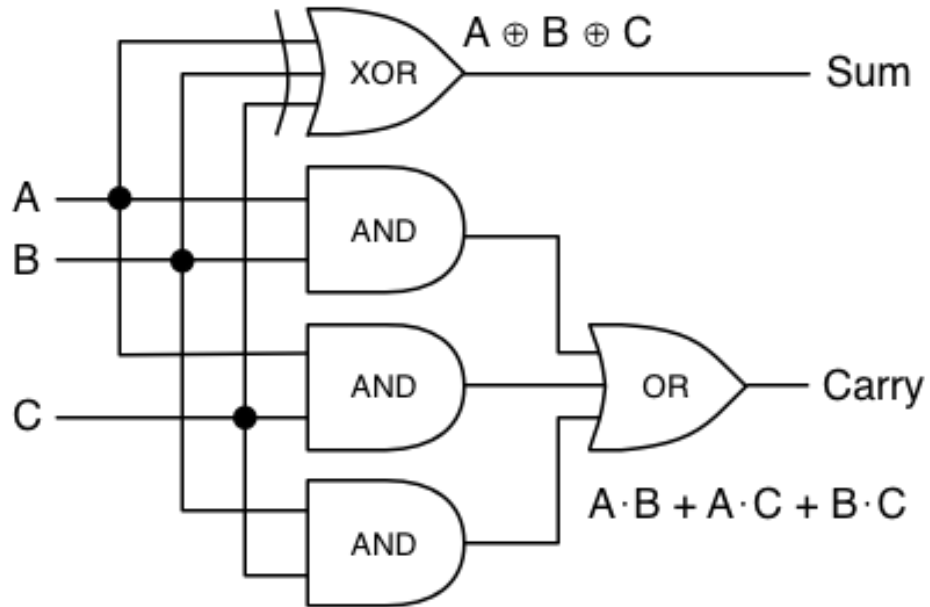 A ⊕ B ⊕ C
XOR
Sum
A
AND
B
AND
OR
Carry
C
A·B + A·C + B·C
AND